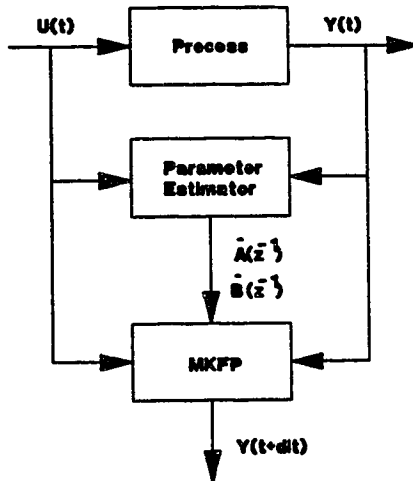 U(t)
Y(t)
Process
Parameter
Estimator
Â(z⁻¹)
B̂(z⁻¹)
MKFP
Y(t+d|t)